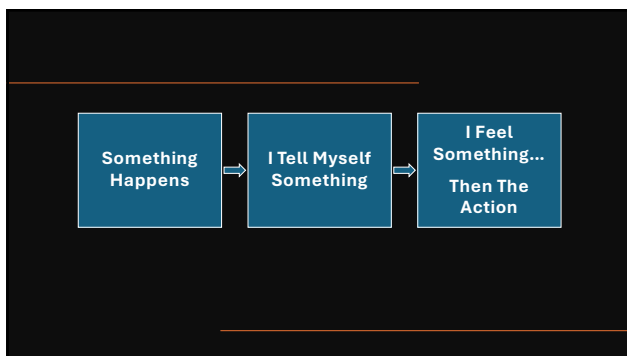 Something
Happens
I Tell Myself
Something
I Feel
Something...
Then The
Action